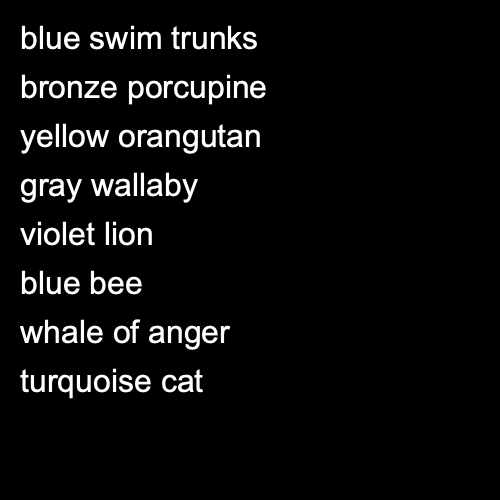 blue swim trunks
bronze porcupine
yellow orangutan
gray wallaby
violet lion
blue bee
whale of anger
turquoise cat